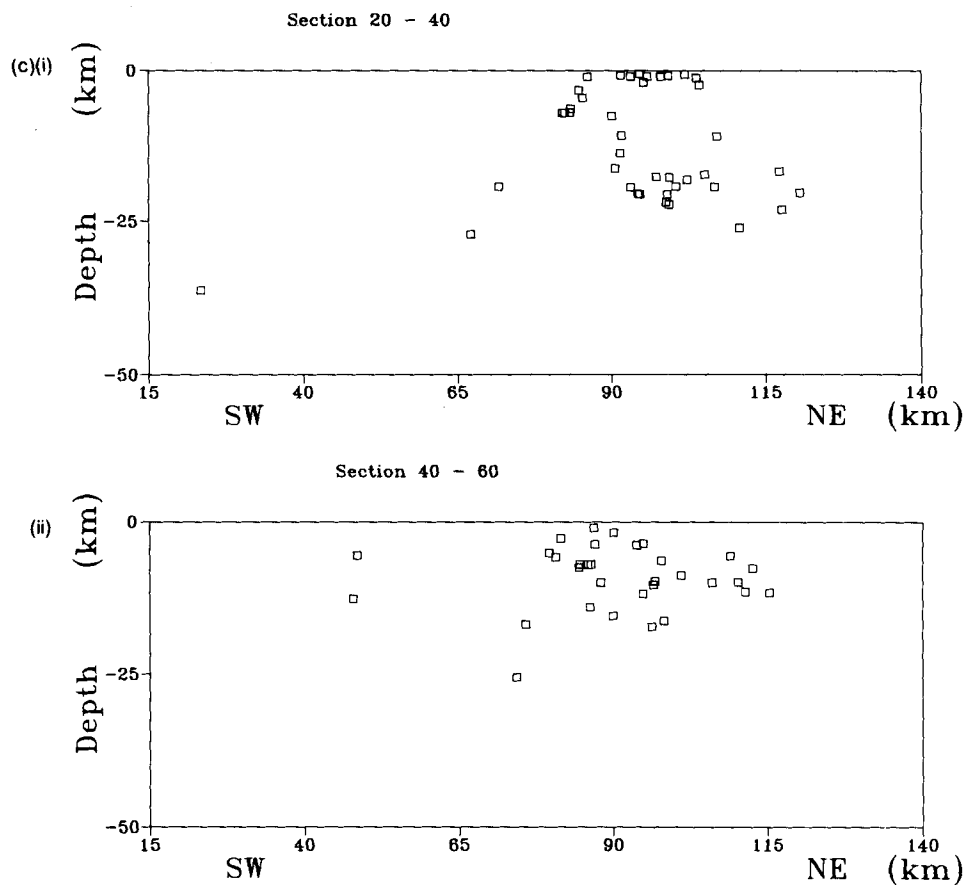 Section 20 - 40
(c)(i)
Depth (km)
0
-25
-50
15 40 65 90 115 140
SW NE (km)
Section 40 - 60
(ii)
Depth (km)
0
-25
-50
15 40 65 90 115 140
SW NE (km)